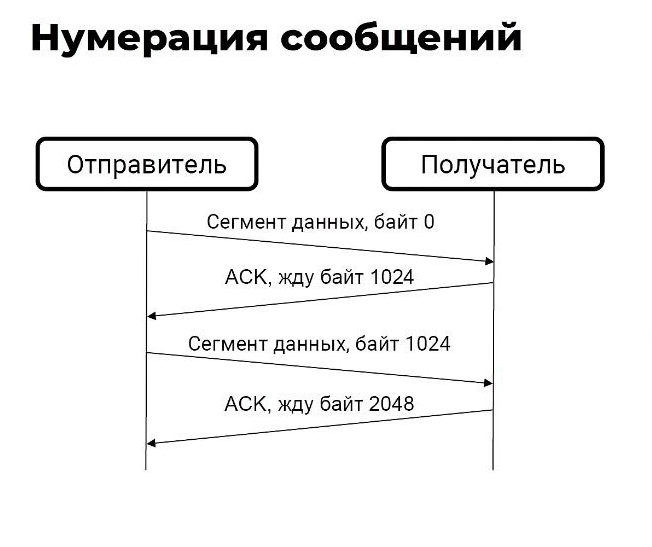 Нумерация сообщений
Отправитель
Получатель
Сегмент данных, байт 0
ACK, жду байт 1024
Сегмент данных, байт 1024
ACK, жду байт 2048